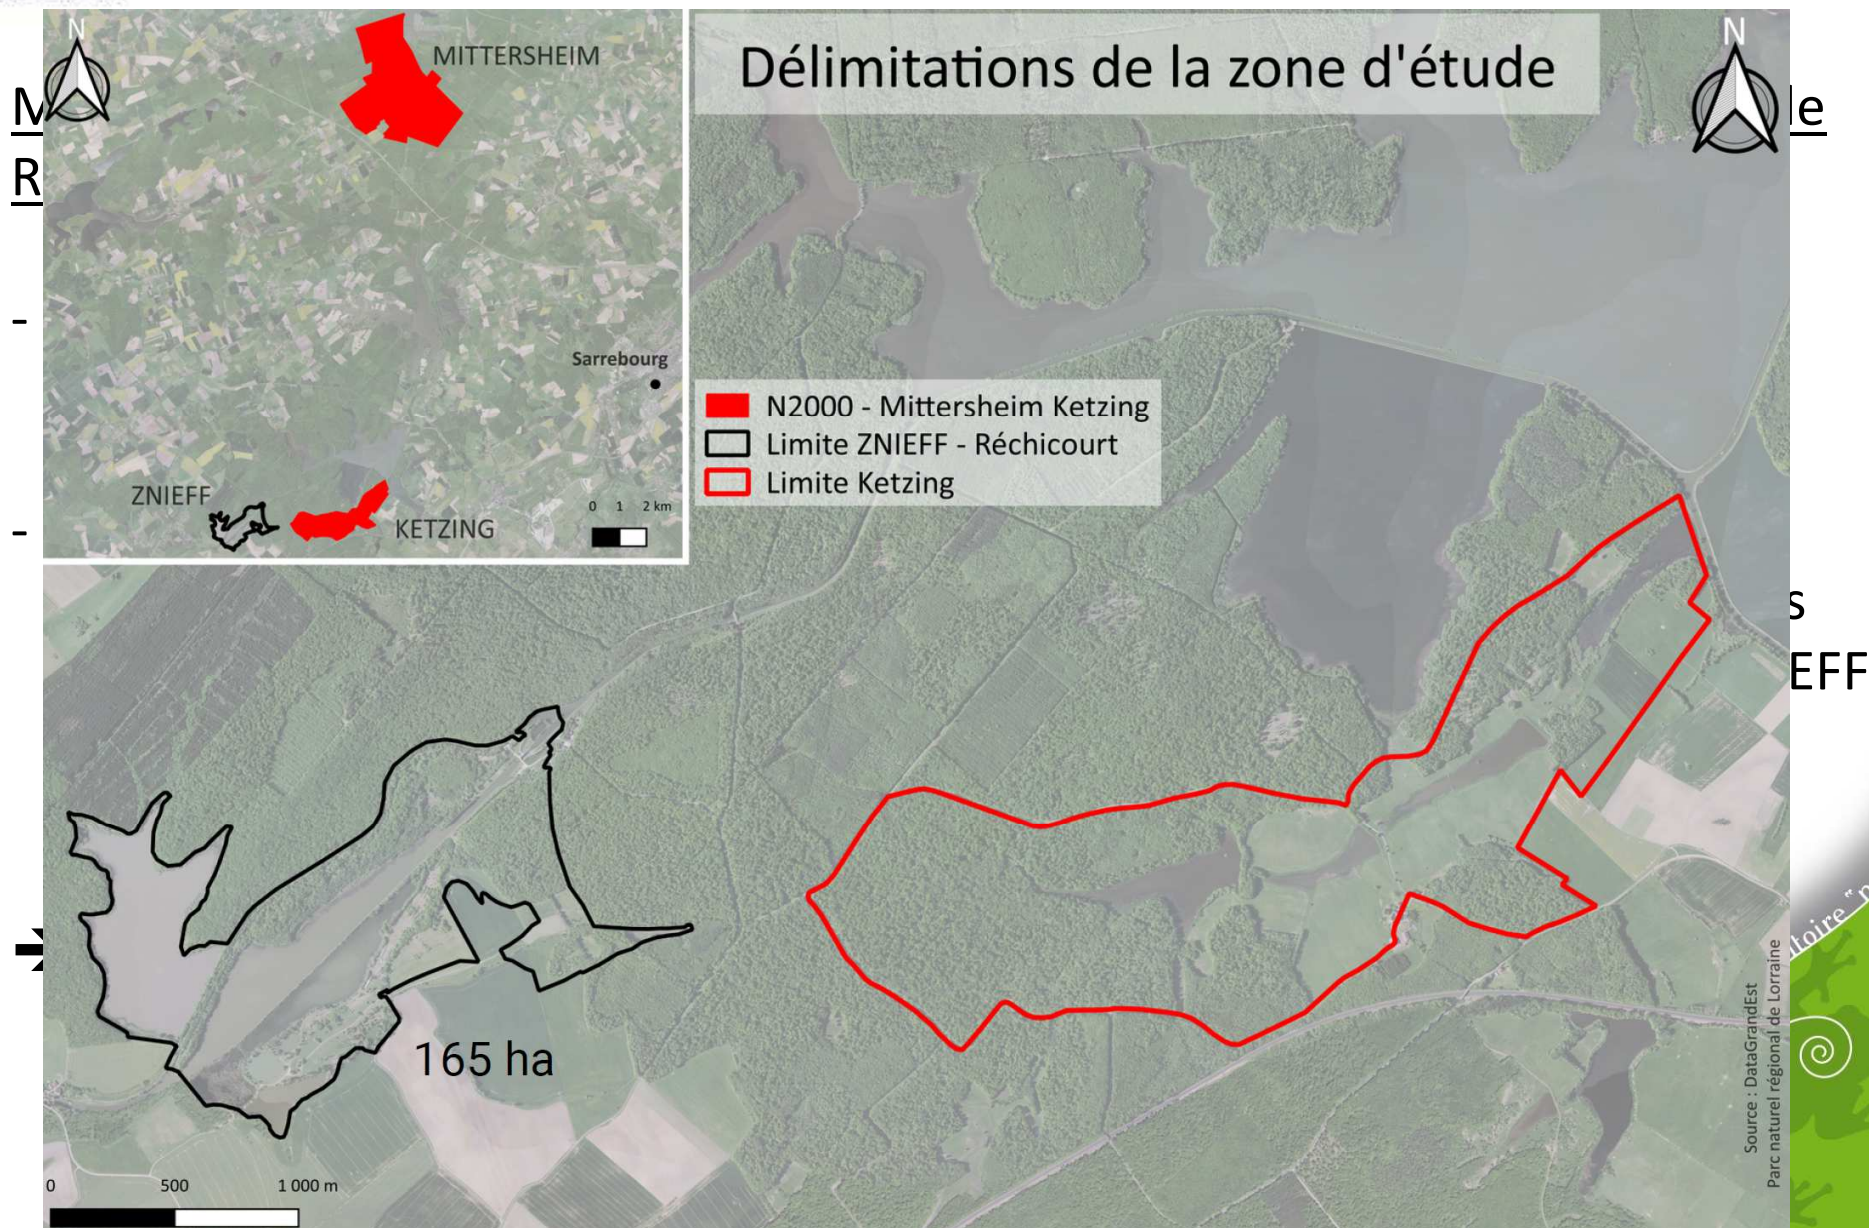 N
MITTERSHEIM
Sarrebourg
ZNIEFF
KETZING
0 1 2 km
Délimitations de la zone d'étude
N
N2000 - Mittersheim Ketzing
Limite ZNIEFF - Réchicourt
Limite Ketzing
165 ha
0 500 1 000 m
Source : DataGrandEst
Parc naturel régional de Lorraine
R
-
-
EFF